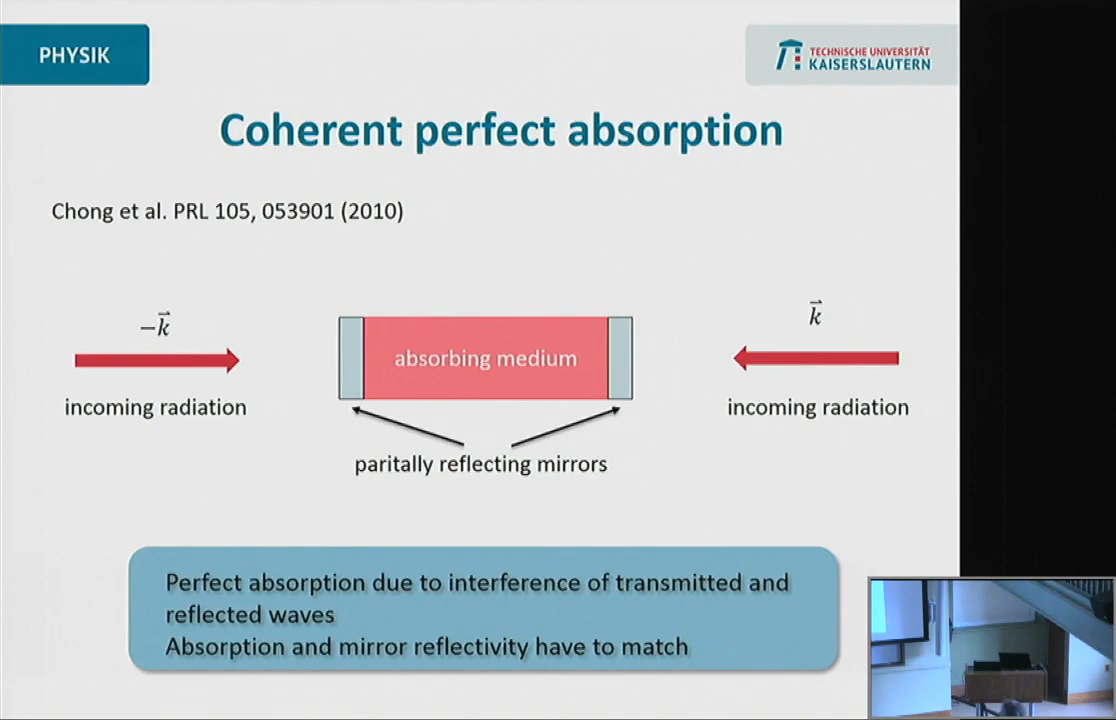 PHYSIK
TECHNISCHE UNIVERSITÄT
KAISERSLAUTERN
Coherent perfect absorption
Chong et al. PRL 105, 053901 (2010)
−k⃗
k⃗
absorbing medium
incoming radiation
incoming radiation
paritally reflecting mirrors
Perfect absorption due to interference of transmitted and
reflected waves
Absorption and mirror reflectivity have to match